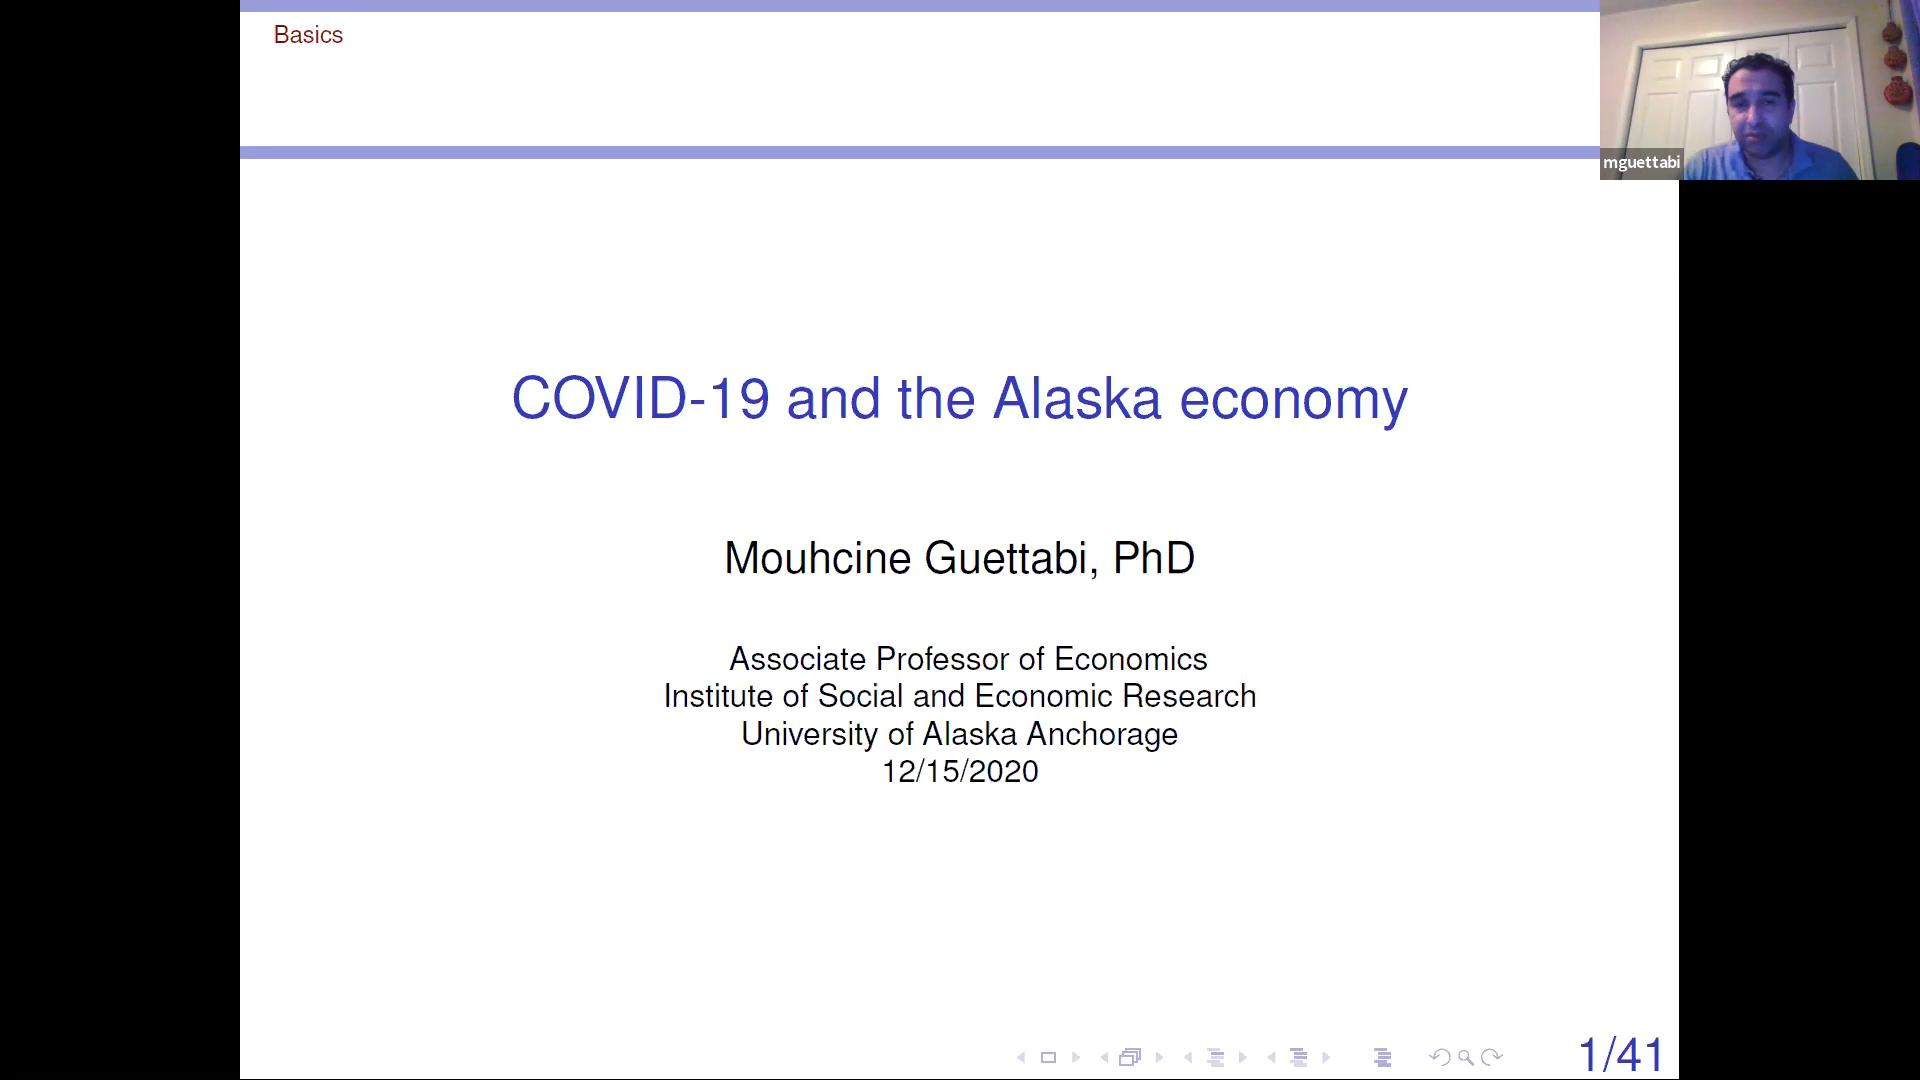 Basics
mguettabi
COVID-19 and the Alaska economy
Mouhcine Guettabi, PhD
Associate Professor of Economics
Institute of Social and Economic Research
University of Alaska Anchorage
12/15/2020
1/41